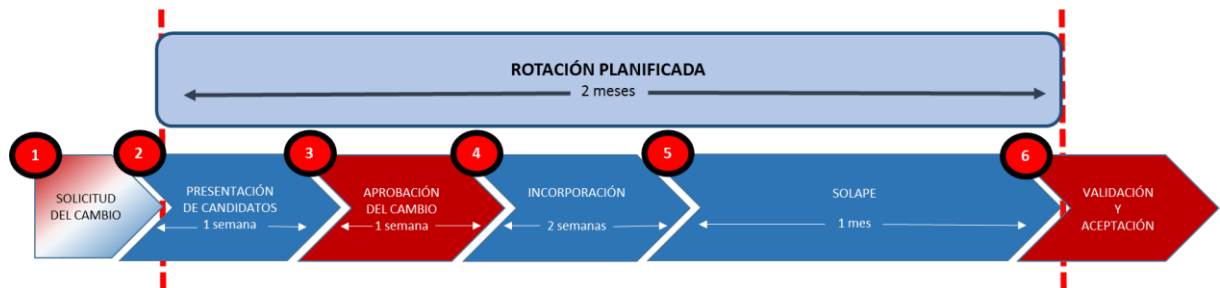 ROTACIÓN PLANIFICADA
2 meses
1
2
3
4
5
6
SOLICITUD
DEL CAMBIO
PRESENTACIÓN
DE CANDIDATOS
1 semana
APROBACIÓN
DEL CAMBIO
1 semana
INCORPORACIÓN
2 semanas
SOLAPE
1 mes
VALIDACIÓN
Y
ACEPTACIÓN